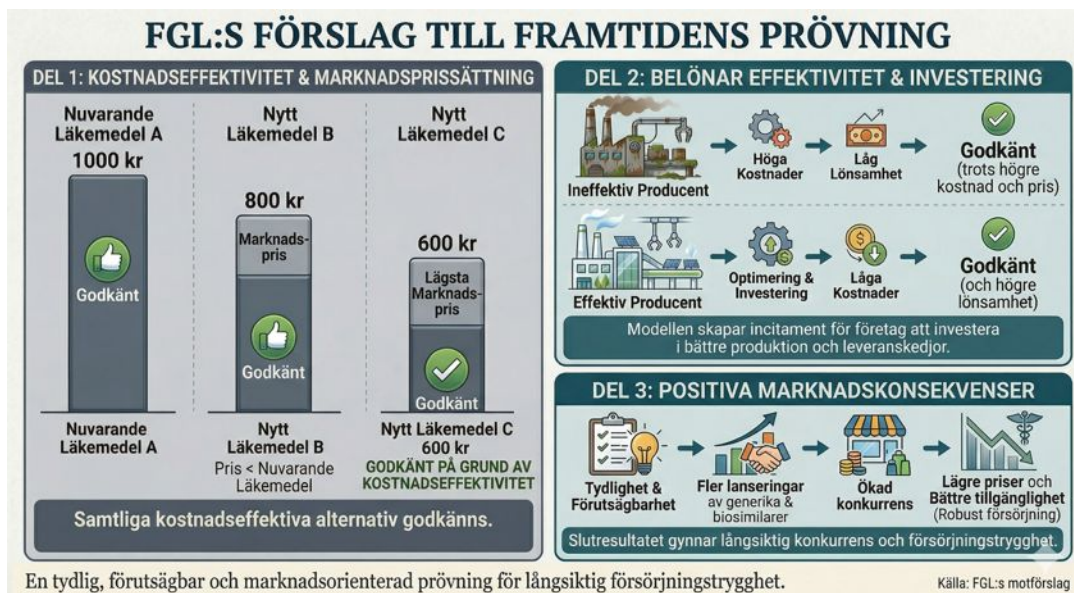 FGL:S FÖRSLAG TILL FRAMTIDENS PRÖVNING
DEL 1: KOSTNADSEFFEKTIVITET & MARKNADSPRISSÄTTNING
Nuvarande
Läkemedel A
1000 kr
Godkänt
Nuvarande
Läkemedel A
Nytt
Läkemedel B
800 kr
Marknads-
pris
Godkänt
Nytt
Läkemedel B
Pris < Nuvarande
Läkemedel
Nytt
Läkemedel C
600 kr
Lägsta
Marknads-
pris
Godkänt
Nytt Läkemedel C
600 kr
GODKÄNT PÅ GRUND AV
KOSTNADSEFFEKTIVITET
Samtliga kostnadseffektiva alternativ godkänns.
DEL 2: BELÖNAR EFFEKTIVITET & INVESTERING
Ineffektiv Producent
Höga
Kostnader
Låg
Lönsamhet
Godkänt
(trots högre
kostnad och pris)
Effektiv Producent
Optimering &
Investering
Låga
Kostnader
Godkänt
(och högre
lönsamhet)
Modellen skapar incitament för företag att investera
i bättre produktion och leveranskedjor.
DEL 3: POSITIVA MARKNADSKONSEKVENSER
Tydlighet &
Förutsägbarhet
Fler lanseringar
av generika &
biosimilarer
Ökad
konkurrens
Lägre priser och
Bättre tillgänglighet
(Robust försörjning)
Slutresultatet gynnar långsiktig konkurrens och försörjningstrygghet.
En tydlig, förutsägbar och marknadsorienterad prövning för långsiktig försörjningstrygghet.
Källa: FGL:s motförslag